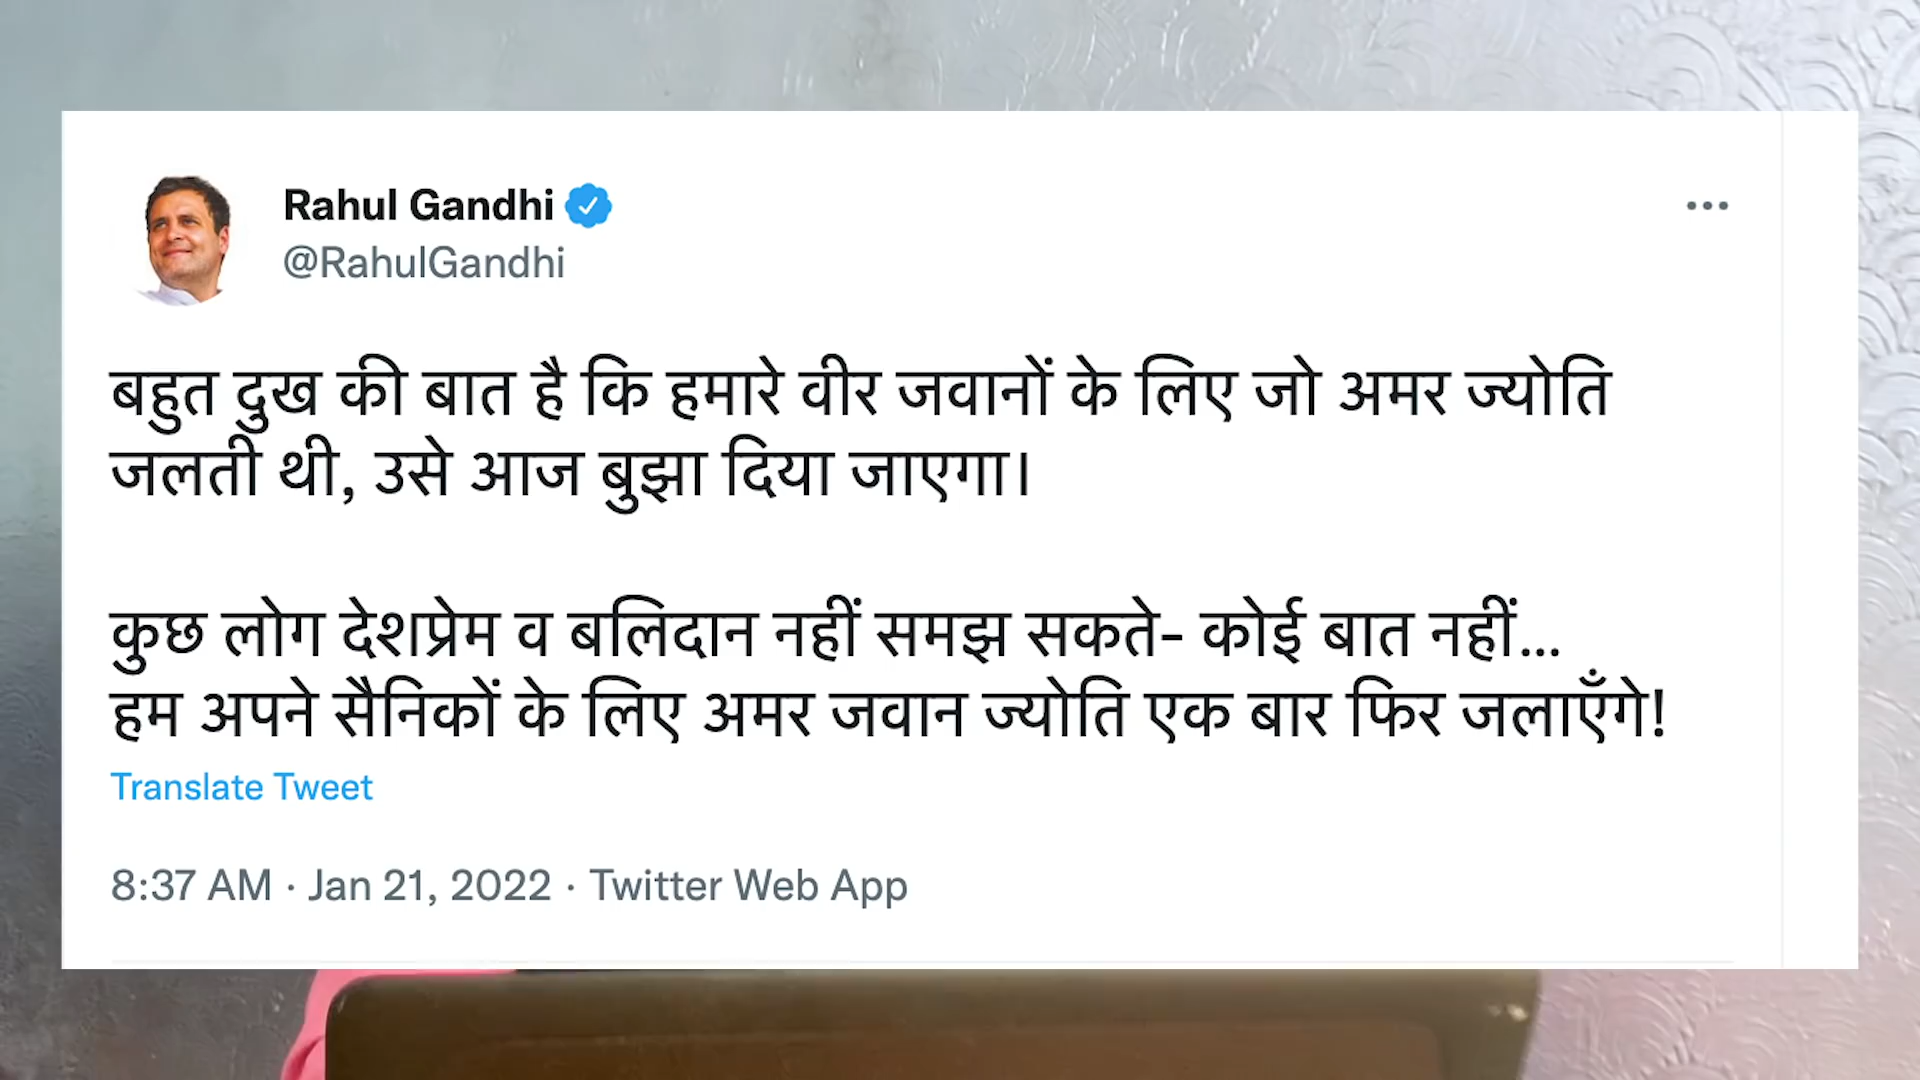 Rahul Gandhi
@RahulGandhi
बहुत दुख की बात है कि हमारे वीर जवानों के लिए जो अमर ज्योति
जलती थी, उसे आज बुझा दिया जाएगा।
कुछ लोग देशप्रेम व बलिदान नहीं समझ सकते- कोई बात नहीं...
हम अपने सैनिकों के लिए अमर जवान ज्योति एक बार फिर जलाएँगे!
Translate Tweet
8:37 AM · Jan 21, 2022 · Twitter Web App